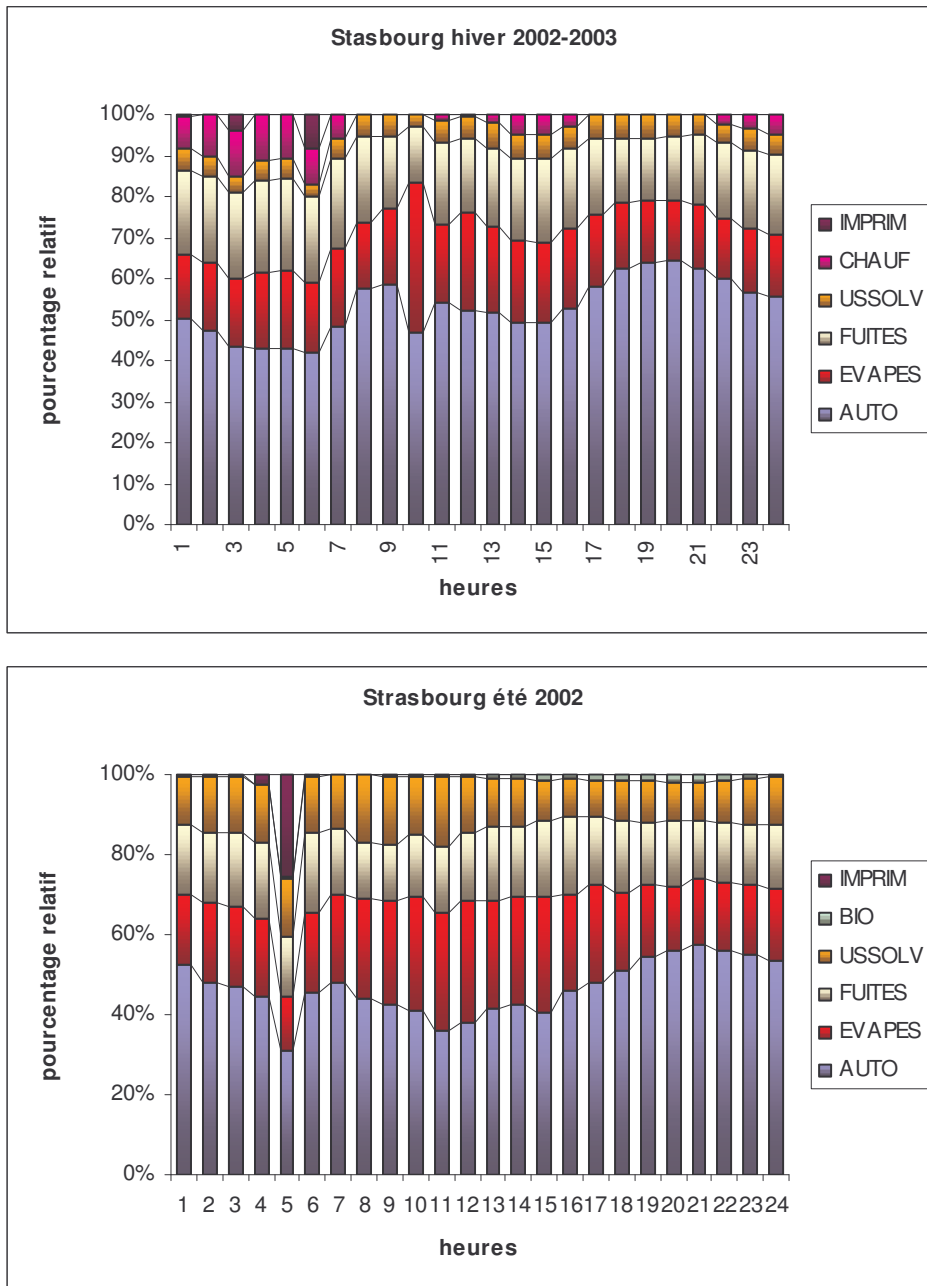 Stasbourg hiver 2002-2003
100%
90%
80%
70%
60%
50%
40%
30%
20%
10%
0%
pourcentage relatif
1 3 5 7 9 11 13 15 17 19 21 23
heures
IMPRIM
CHAUF
USSOLV
FUITES
EVAPES
AUTO
Strasbourg été 2002
100%
80%
60%
40%
20%
0%
pourcentage relatif
1 2 3 4 5 6 7 8 9 10 11 12 13 14 15 16 17 18 19 20 21 22 23 24
heures
IMPRIM
BIO
USSOLV
FUITES
EVAPES
AUTO